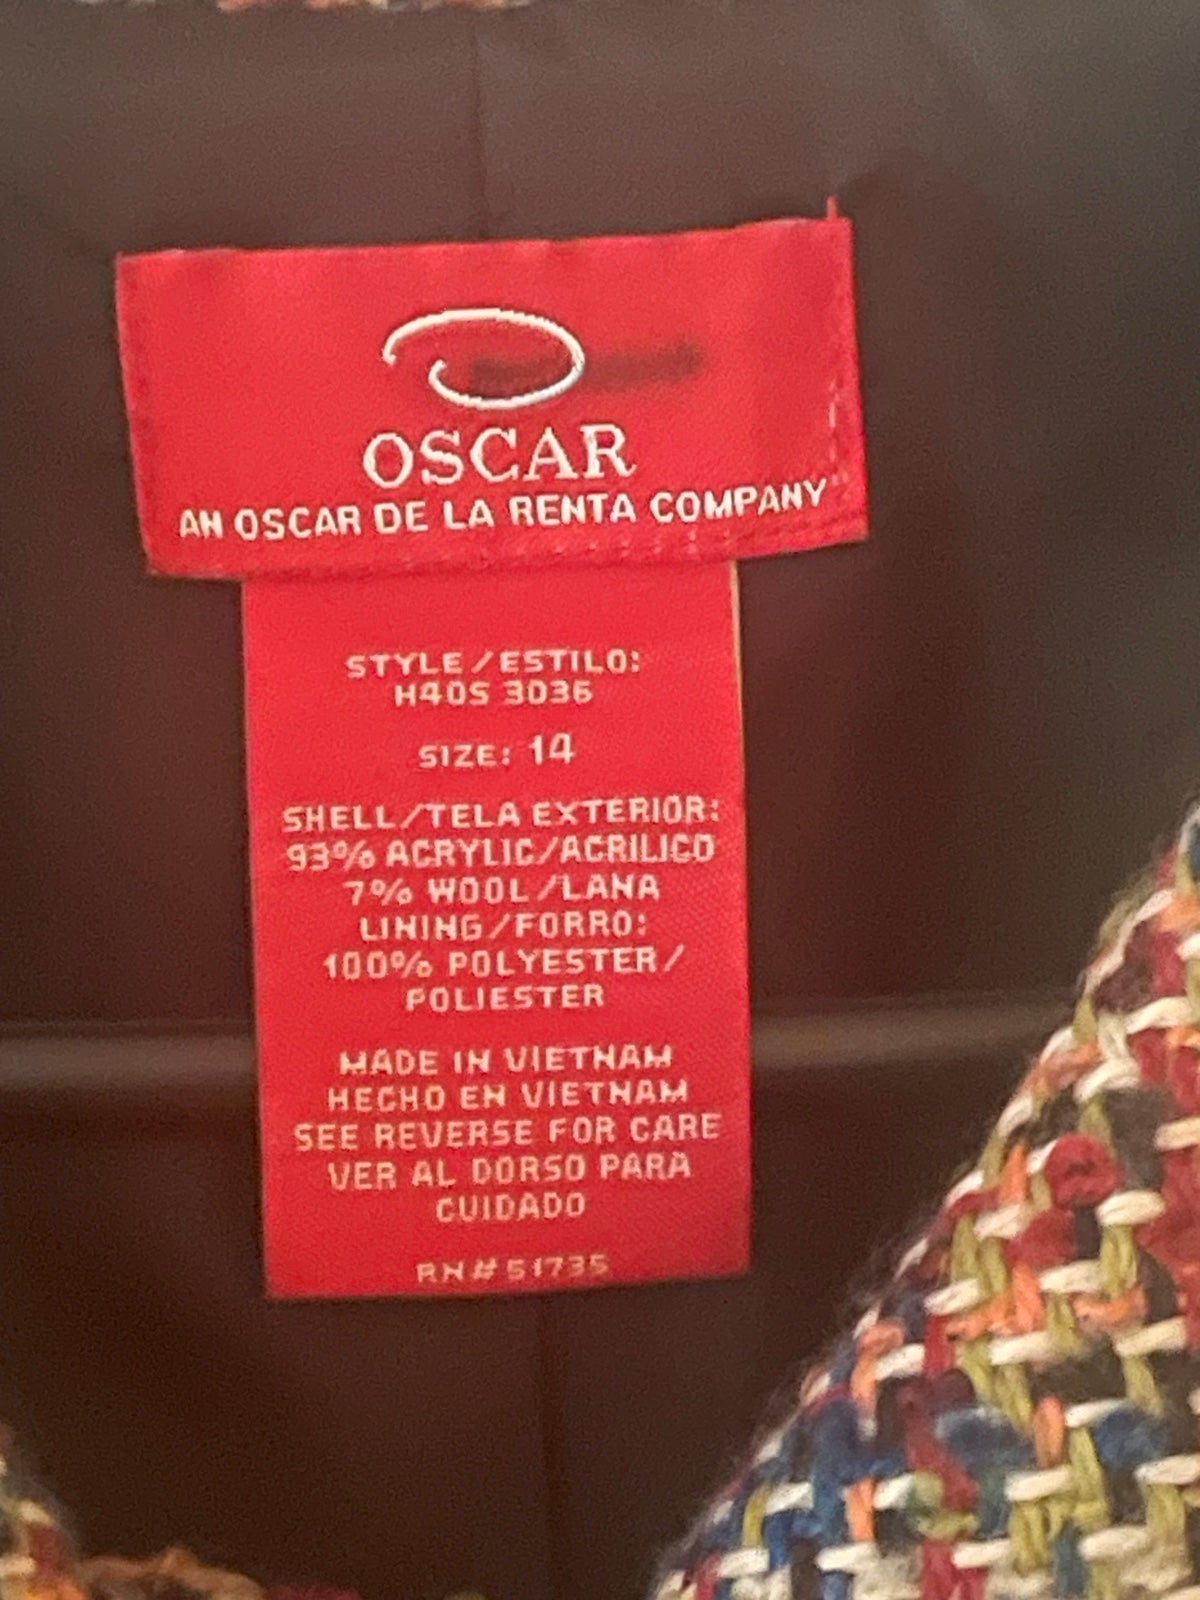 OSCAR
AN OSCAR DE LA RENTA COMPANY
STYLE/ESTILO:
H40S 3036
SIZE: 14
SHELL/TELA EXTERIOR:
93% ACRYLIC/ACRILICO
7% WOOL/LANA
LINING/FORRO:
100% POLYESTER/
POLIESTER
MADE IN VIETNAM
HECHO EN VIETNAM
SEE REVERSE FOR CARE
VER AL DORSO PARA
CUIDADO
RN# 51735